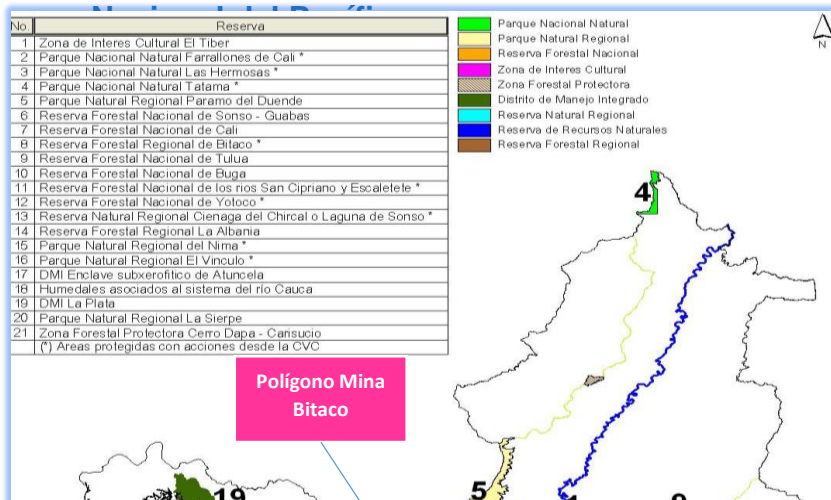 No. Reserva
1 Zona de Interes Cultural El Tiber
2 Parque Nacional Natural Farrallones de Cali *
3 Parque Nacional Natural Las Hermosas *
4 Parque Nacional Natural Tatama *
5 Parque Natural Regional Paramo del Duende
6 Reserva Forestal Nacional de Sonso - Guabas
7 Reserva Forestal Nacional de Cali
8 Reserva Forestal Regional de Bitaco *
9 Reserva Forestal Nacional de Tulua
10 Reserva Forestal Nacional de Buga
11 Reserva Forestal Nacional de los rios San Cipriano y Escaletete *
12 Reserva Forestal Nacional de Yotoco *
13 Reserva Natural Regional Cienaga del Chircal o Laguna de Sonso *
14 Reserva Forestal Regional La Albania
15 Parque Natural Regional del Nima *
16 Parque Natural Regional El Vinculo *
17 DMI Enclave subxerofitico de Atuncela
18 Humedales asociados al sistema del río Cauca
19 DMI La Plata
20 Parque Natural Regional La Sierpe
21 Zona Forestal Protectora Cerro Dapa - Carisucio
(*) Areas protegidas con acciones desde la CVC
Parque Nacional Natural
Parque Natural Regional
Reserva Forestal Nacional
Zona de Interes Cultural
Zona Forestal Protectora
Distrito de Manejo Integrado
Reserva Natural Regional
Reserva de Recursos Naturales
Reserva Forestal Regional
N
4
Polígono Mina
Bitaco
19
5